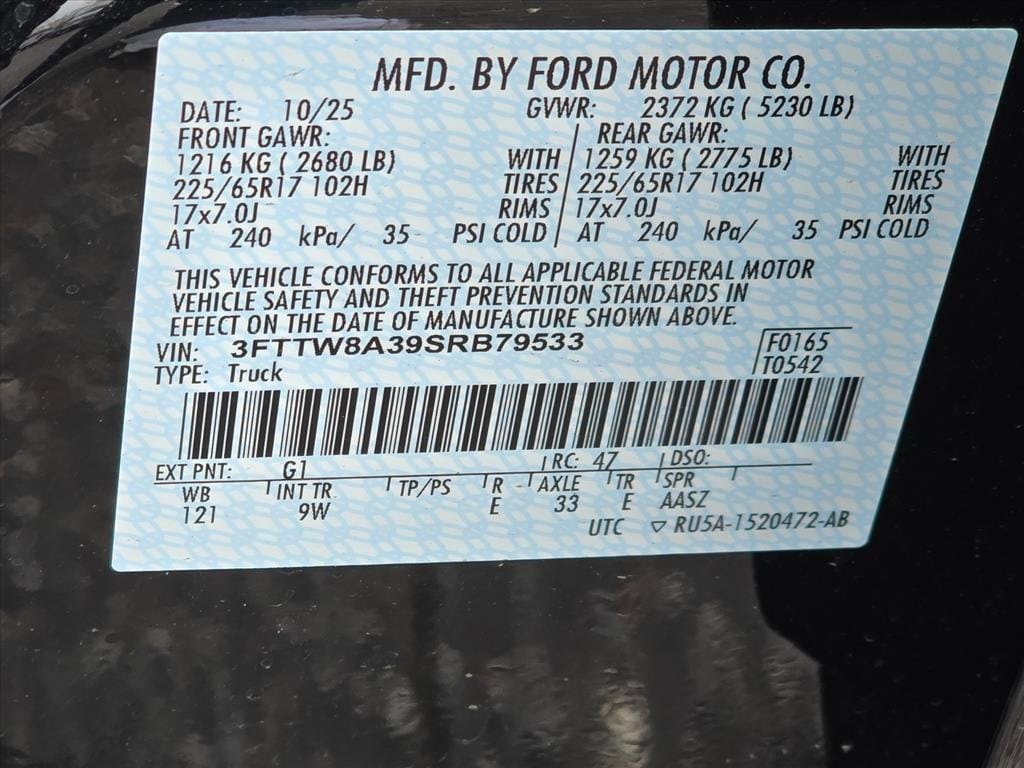 MFD. BY FORD MOTOR CO.
DATE: 10/25 GVWR: 2372 KG ( 5230 LB)
FRONT GAWR: REAR GAWR:
1216 KG ( 2680 LB) WITH 1259 KG ( 2775 LB) WITH
225/65R17 102H TIRES 225/65R17 102H TIRES
17x7.0J RIMS 17x7.0J RIMS
AT 240 kPa/ 35 PSI COLD AT 240 kPa/ 35 PSI COLD
THIS VEHICLE CONFORMS TO ALL APPLICABLE FEDERAL MOTOR
VEHICLE SAFETY AND THEFT PREVENTION STANDARDS IN
EFFECT ON THE DATE OF MANUFACTURE SHOWN ABOVE.
VIN: 3FTTW8A39SRB79533 F0165
TYPE: Truck T0542
EXT PNT: G1 RC: 47 DSO:
WB INT TR TP/PS R AXLE TR SPR
121 9W E 33 E AASZ
UTC ▽ RU5A-1520472-AB